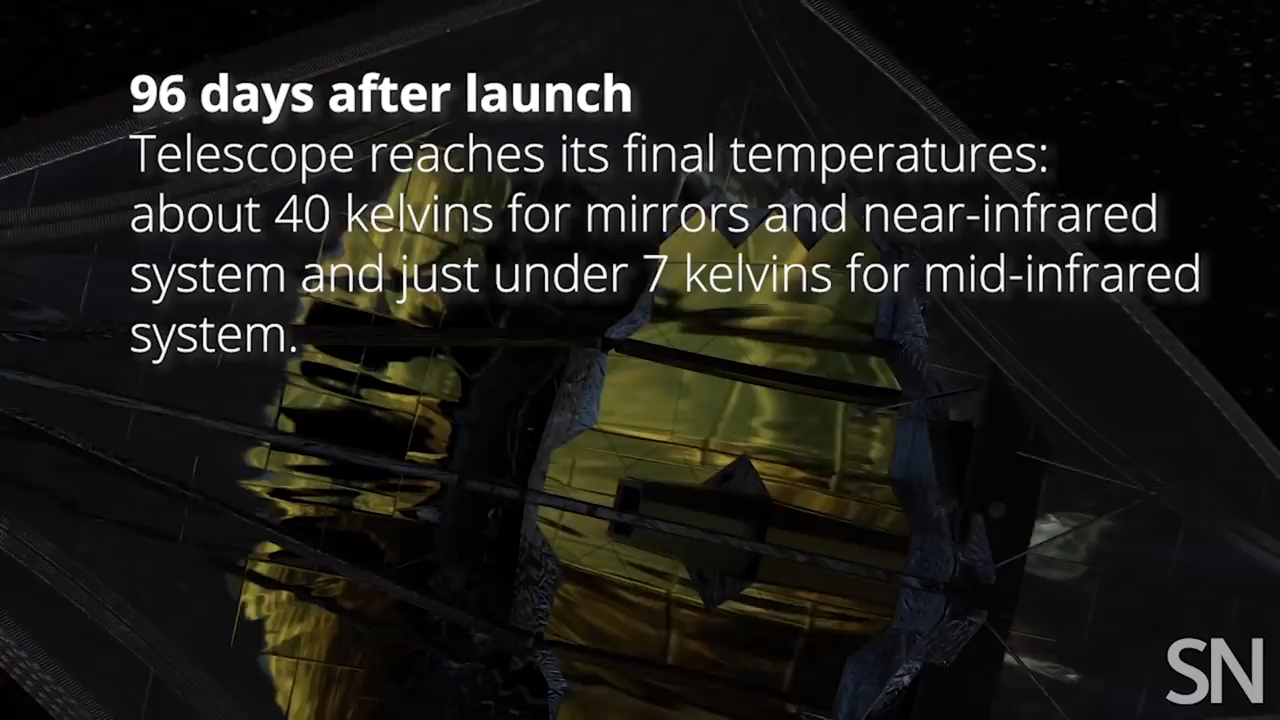 96 days after launch
Telescope reaches its final temperatures:
about 40 kelvins for mirrors and near-infrared
system and just under 7 kelvins for mid-infrared
system.
SN